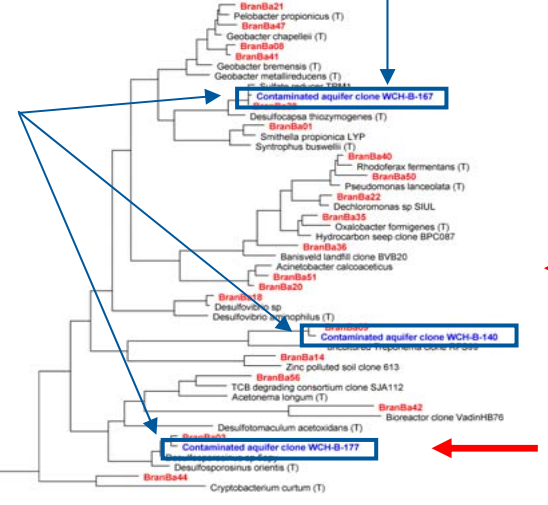 BranBa21
Pelobacter propionicus (T)
BranBa47
Geobacter chapelleii (T)
BranBa08
BranBa41
Geobacter bremensis (T)
Geobacter metallireducens (T)
Sulfate reducer TRM1
Contaminated aquifer clone WCH-B-167
Desulfocapsa thiozymogenes (T)
BranBa01
Smithella propionica LYP
Syntrophus buswellii (T)
BranBa40
Rhodoferax fermentans (T)
BranBa50
Pseudomonas lanceolata (T)
BranBa22
Dechloromonas sp SIUL
BranBa35
Oxalobacter formigenes (T)
Hydrocarbon seep clone BPC087
BranBa36
Banisveld landfill clone BVB20
Acinetobacter calcoaceticus
BranBa51
BranBa20
BranBa18
Desulfovibrio sp
Desulfovibrio aminophilus (T)
Contaminated aquifer clone WCH-B-140
BranBa14
Zinc polluted soil clone 613
BranBa56
TCB degrading consortium clone SJA112
Acetonema longum (T)
BranBa42
Bioreactor clone VadinHB76
Desulfotomaculum acetoxidans (T)
Contaminated aquifer clone WCH-B-177
Desulfosporosinus orientis (T)
BranBa44
Cryptobacterium curtum (T)